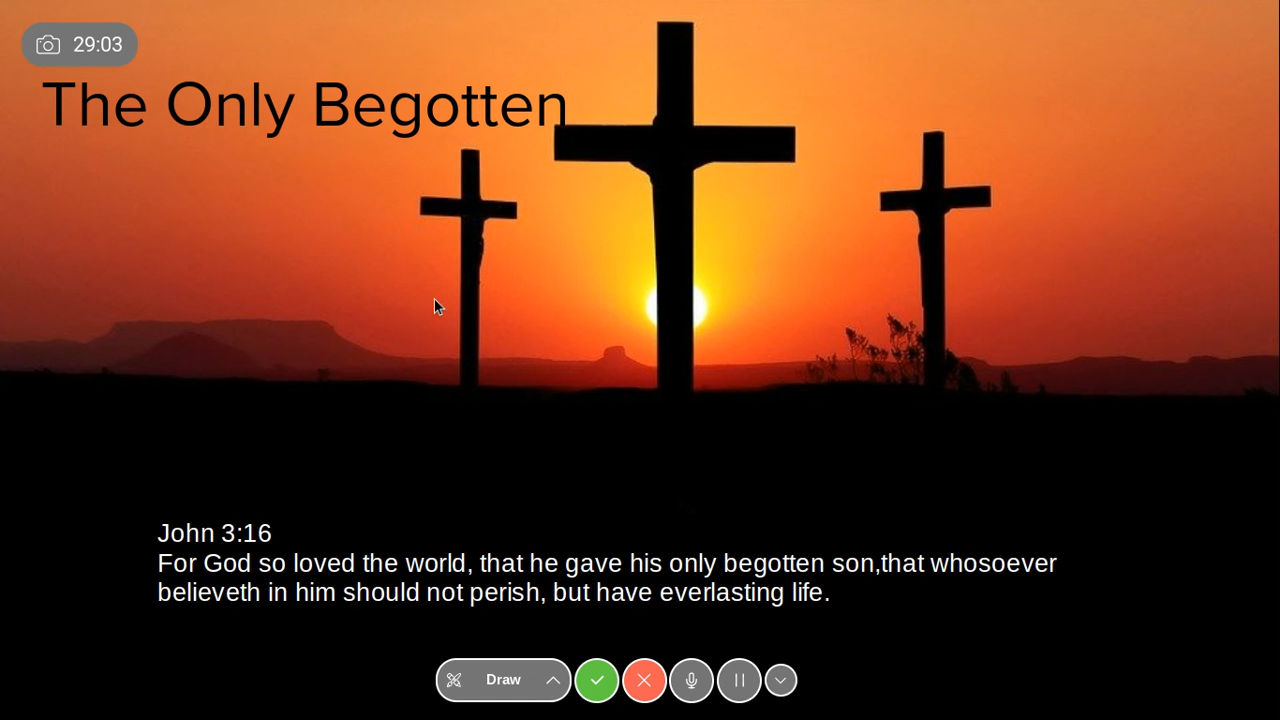 29:03
The Only Begotten
John 3:16
For God so loved the world, that he gave his only begotten son,that whosoever
believeth in him should not perish, but have everlasting life.
Draw